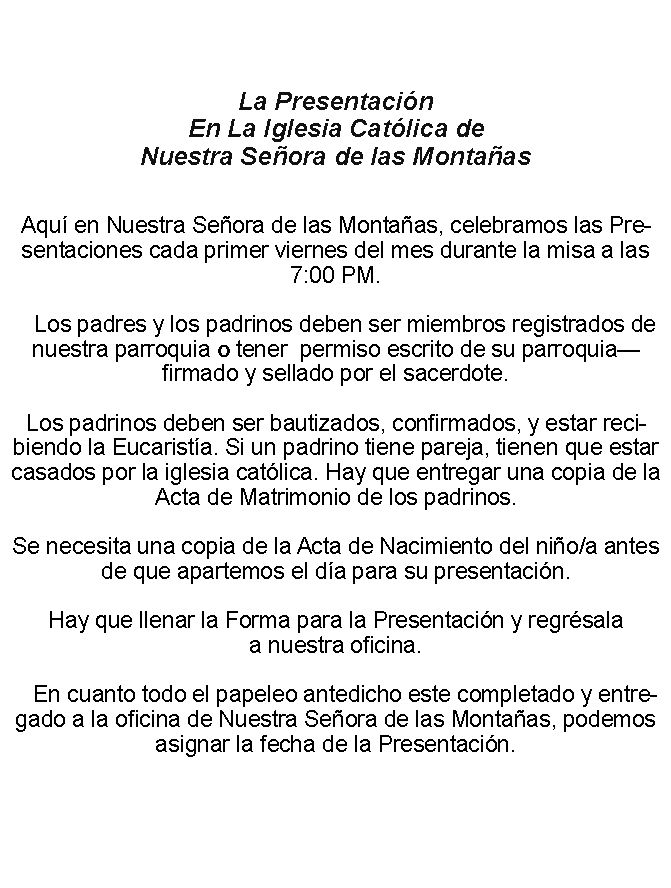 La Presentación
En La Iglesia Católica de
Nuestra Señora de las Montañas
Aquí en Nuestra Señora de las Montañas, celebramos las Pre-
sentaciones cada primer viernes del mes durante la misa a las
7:00 PM.
Los padres y los padrinos deben ser miembros registrados de
nuestra parroquia o tener  permiso escrito de su parroquia—
firmado y sellado por el sacerdote.
Los padrinos deben ser bautizados, confirmados, y estar reci-
biendo la Eucaristía. Si un padrino tiene pareja, tienen que estar
casados por la iglesia católica. Hay que entregar una copia de la
Acta de Matrimonio de los padrinos.
Se necesita una copia de la Acta de Nacimiento del niño/a antes
de que apartemos el día para su presentación.
Hay que llenar la Forma para la Presentación y regrésala
a nuestra oficina.
En cuanto todo el papeleo antedicho este completado y entre-
gado a la oficina de Nuestra Señora de las Montañas, podemos
asignar la fecha de la Presentación.